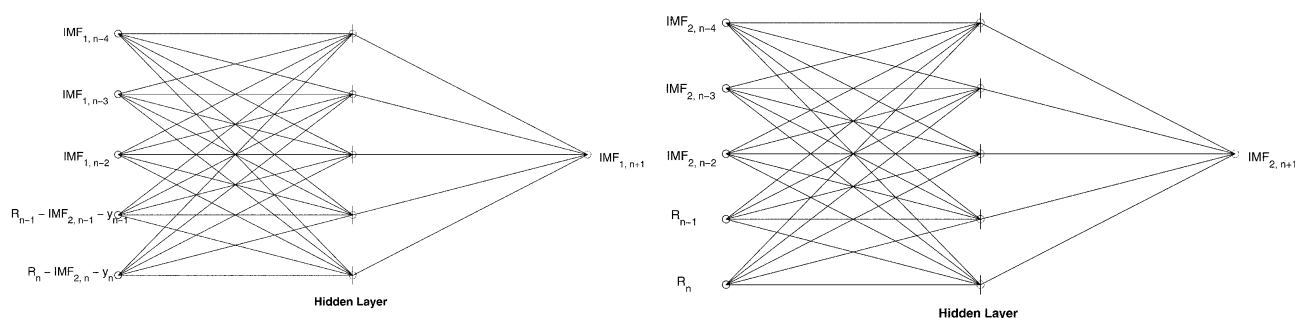 IMF1, n−4
IMF1, n−3
IMF1, n−2
Rn−1 − IMF2, n−1 − yn−1
Rn − IMF2, n − yn
IMF1, n+1
Hidden Layer
IMF2, n−4
IMF2, n−3
IMF2, n−2
Rn−1
Rn
IMF2, n+1
Hidden Layer